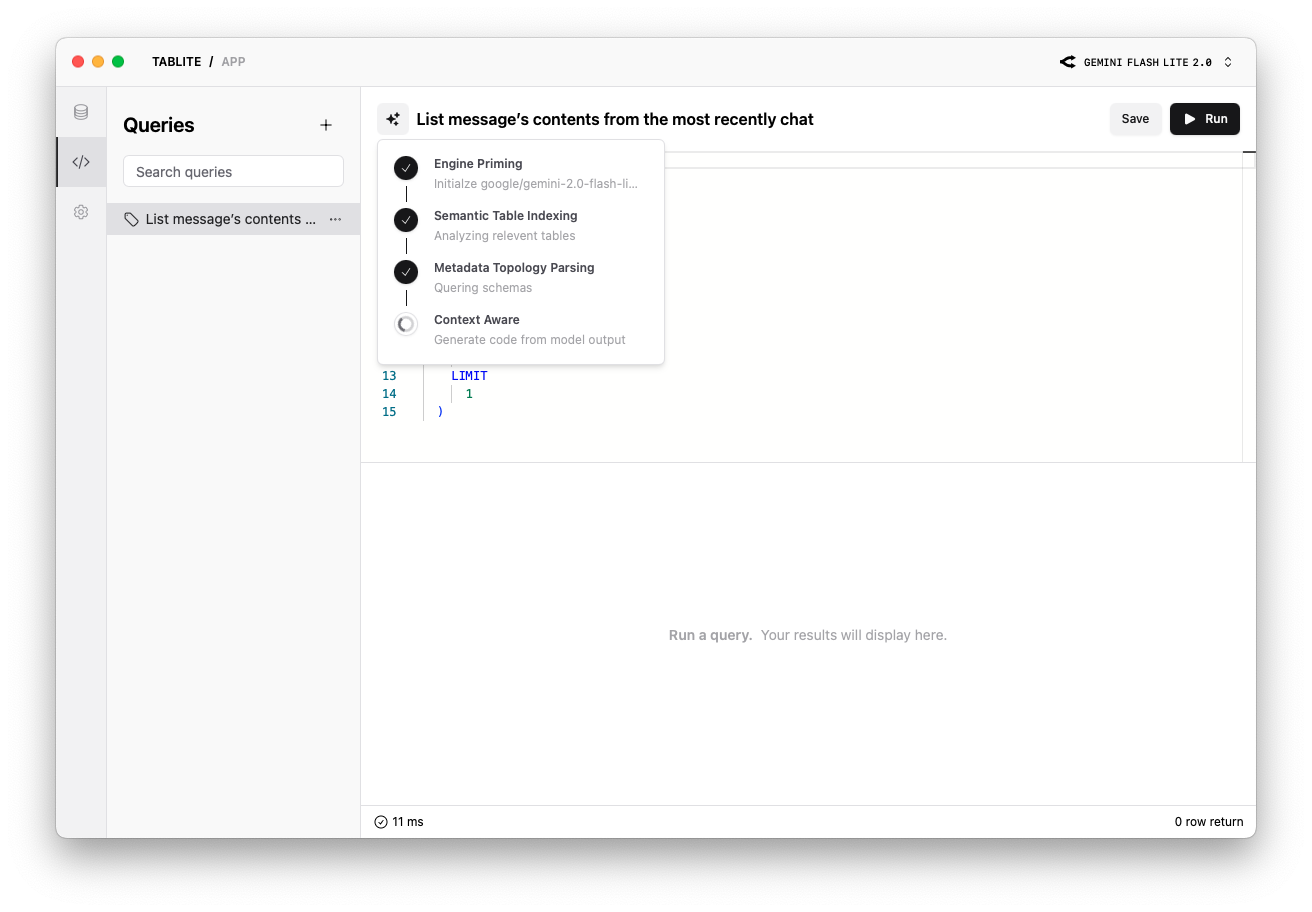 TABLITE / APP
GEMINI FLASH LITE 2.0
Queries
Search queries
List message's contents ...
List message's contents from the most recently chat
Save
Run
Engine Priming
Initialze google/gemini-2.0-flash-li...
Semantic Table Indexing
Analyzing relevent tables
Metadata Topology Parsing
Quering schemas
Context Aware
Generate code from model output
13 LIMIT
14 1
15 )
Run a query. Your results will display here.
11 ms
0 row return